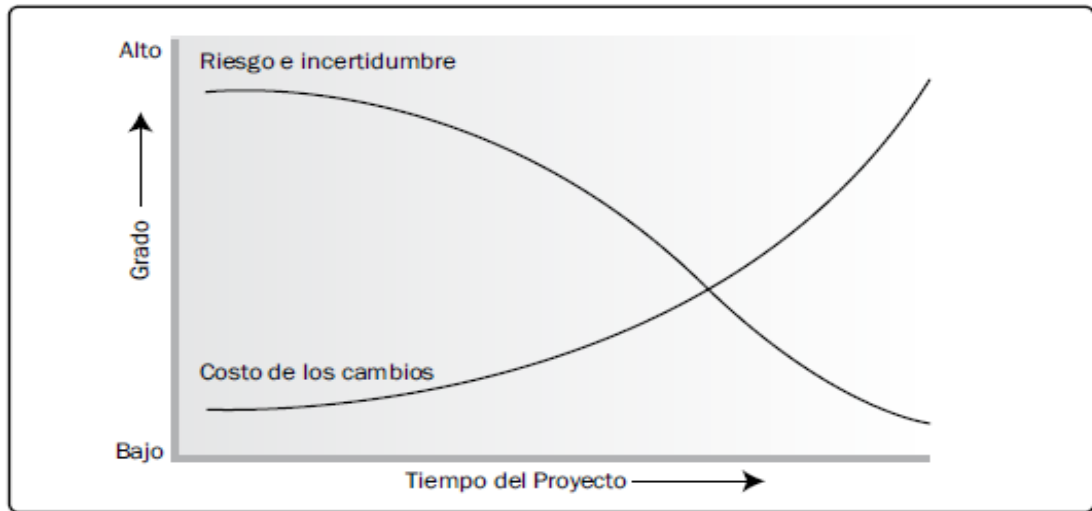 Alto
Riesgo e incertidumbre
Grado
Costo de los cambios
Bajo
Tiempo del Proyecto